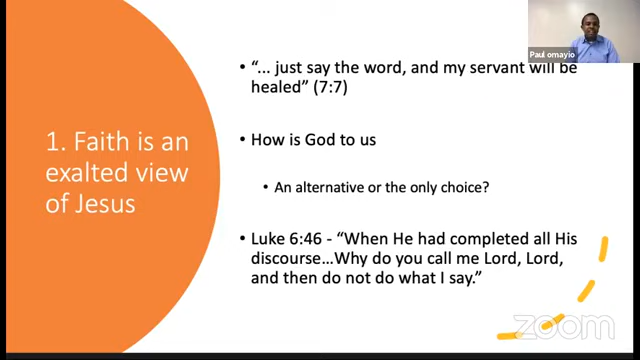 Paul omayio
1. Faith is an
exalted view
of Jesus
• “... just say the word, and my servant will be
healed” (7:7)
• How is God to us
• An alternative or the only choice?
• Luke 6:46 - “When He had completed all His
discourse…Why do you call me Lord, Lord,
and then do not do what I say.”
zoom